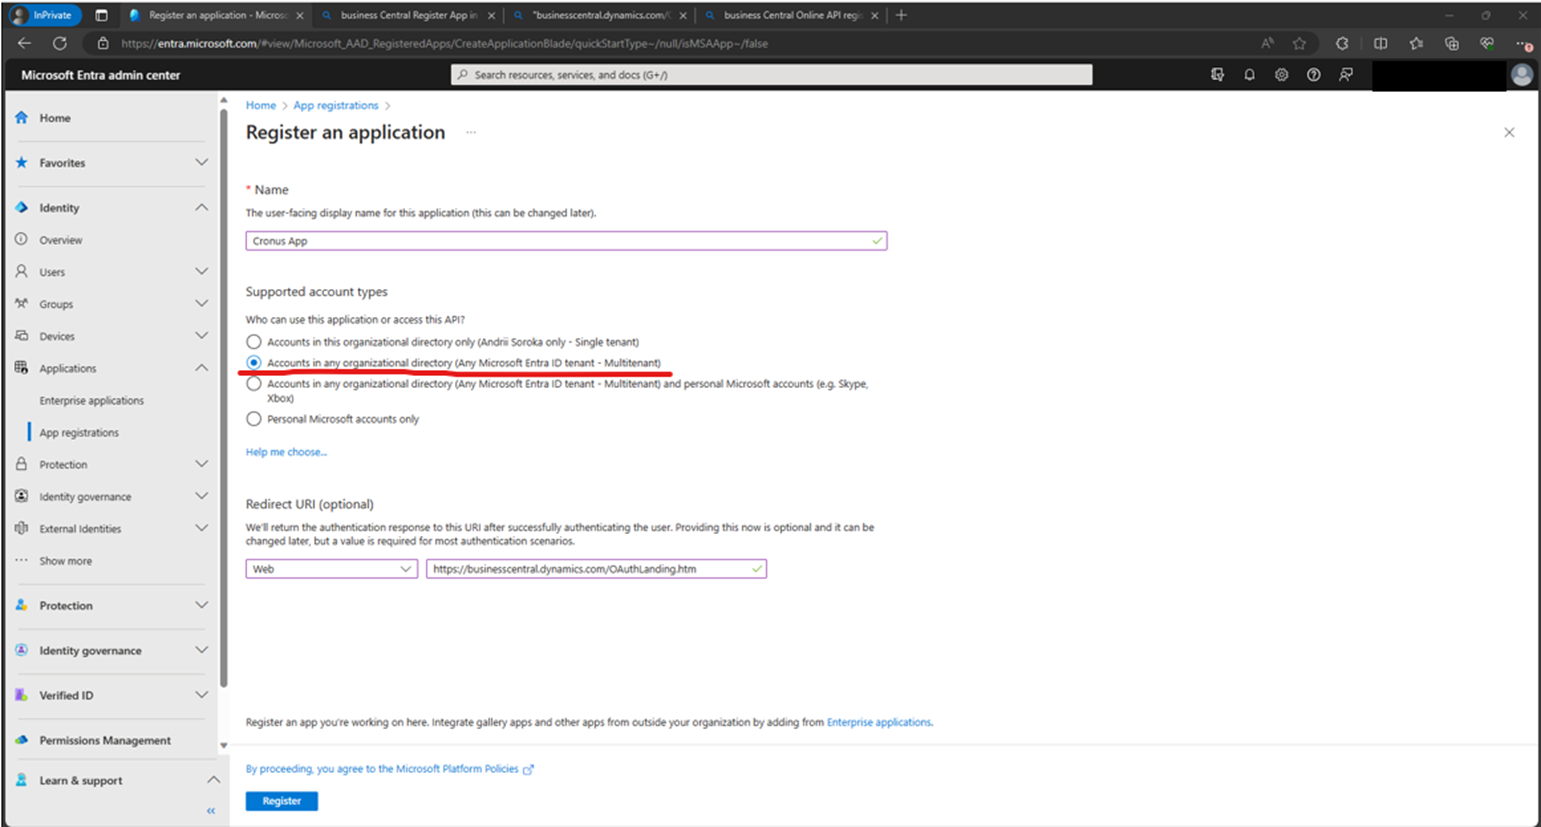 InPrivate
Register an application - Microsc
business Central Register App in
"businesscentral.dynamics.com/
business Central Online API regi
https://entra.microsoft.com/#view/Microsoft_AAD_RegisteredApps/CreateApplicationBlade/quickStartType~/null/isMSAApp~/false
Microsoft Entra admin center
Search resources, services, and docs (G+/)
Home
Favorites
Identity
Overview
Users
Groups
Devices
Applications
Enterprise applications
App registrations
Protection
Identity governance
External Identities
Show more
Protection
Identity governance
Verified ID
Permissions Management
Learn & support
Home > App registrations >
Register an application
* Name
The user-facing display name for this application (this can be changed later).
Cronus App
Supported account types
Who can use this application or access this API?
Accounts in this organizational directory only (Andrii Soroka only - Single tenant)
Accounts in any organizational directory (Any Microsoft Entra ID tenant - Multitenant)
Accounts in any organizational directory (Any Microsoft Entra ID tenant - Multitenant) and personal Microsoft accounts (e.g. Skype,
Xbox)
Personal Microsoft accounts only
Help me choose...
Redirect URI (optional)
We'll return the authentication response to this URI after successfully authenticating the user. Providing this now is optional and it can be
changed later, but a value is required for most authentication scenarios.
Web
https://businesscentral.dynamics.com/OAuthLanding.htm
Register an app you're working on here. Integrate gallery apps and other apps from outside your organization by adding from Enterprise applications.
By proceeding, you agree to the Microsoft Platform Policies
Register